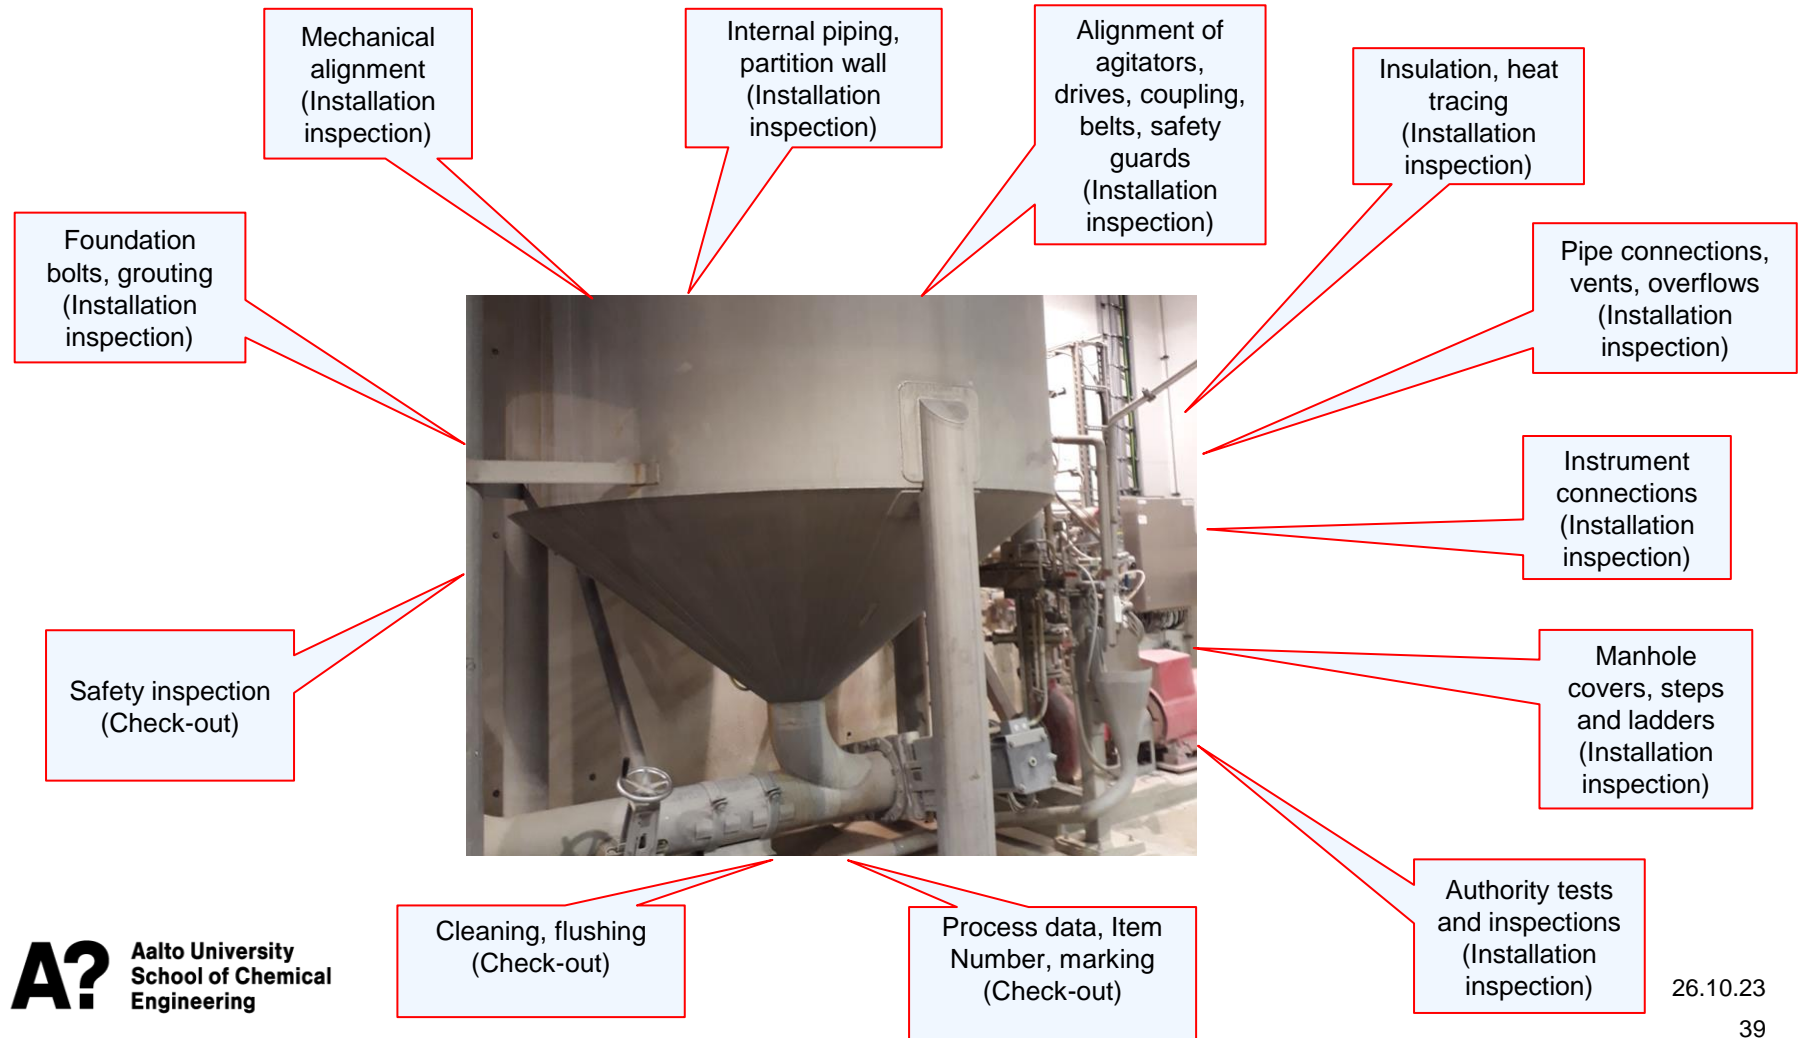 Mechanical
alignment
(Installation
inspection)
Internal piping,
partition wall
(Installation
inspection)
Alignment of
agitators,
drives, coupling,
belts, safety
guards
(Installation
inspection)
Insulation, heat
tracing
(Installation
inspection)
Foundation
bolts, grouting
(Installation
inspection)
Pipe connections,
vents, overflows
(Installation
inspection)
Instrument
connections
(Installation
inspection)
Safety inspection
(Check-out)
Manhole
covers, steps
and ladders
(Installation
inspection)
Authority tests
and inspections
(Installation
inspection)
Cleaning, flushing
(Check-out)
Process data, Item
Number, marking
(Check-out)
A?
Aalto University
School of Chemical
Engineering
26.10.23
39